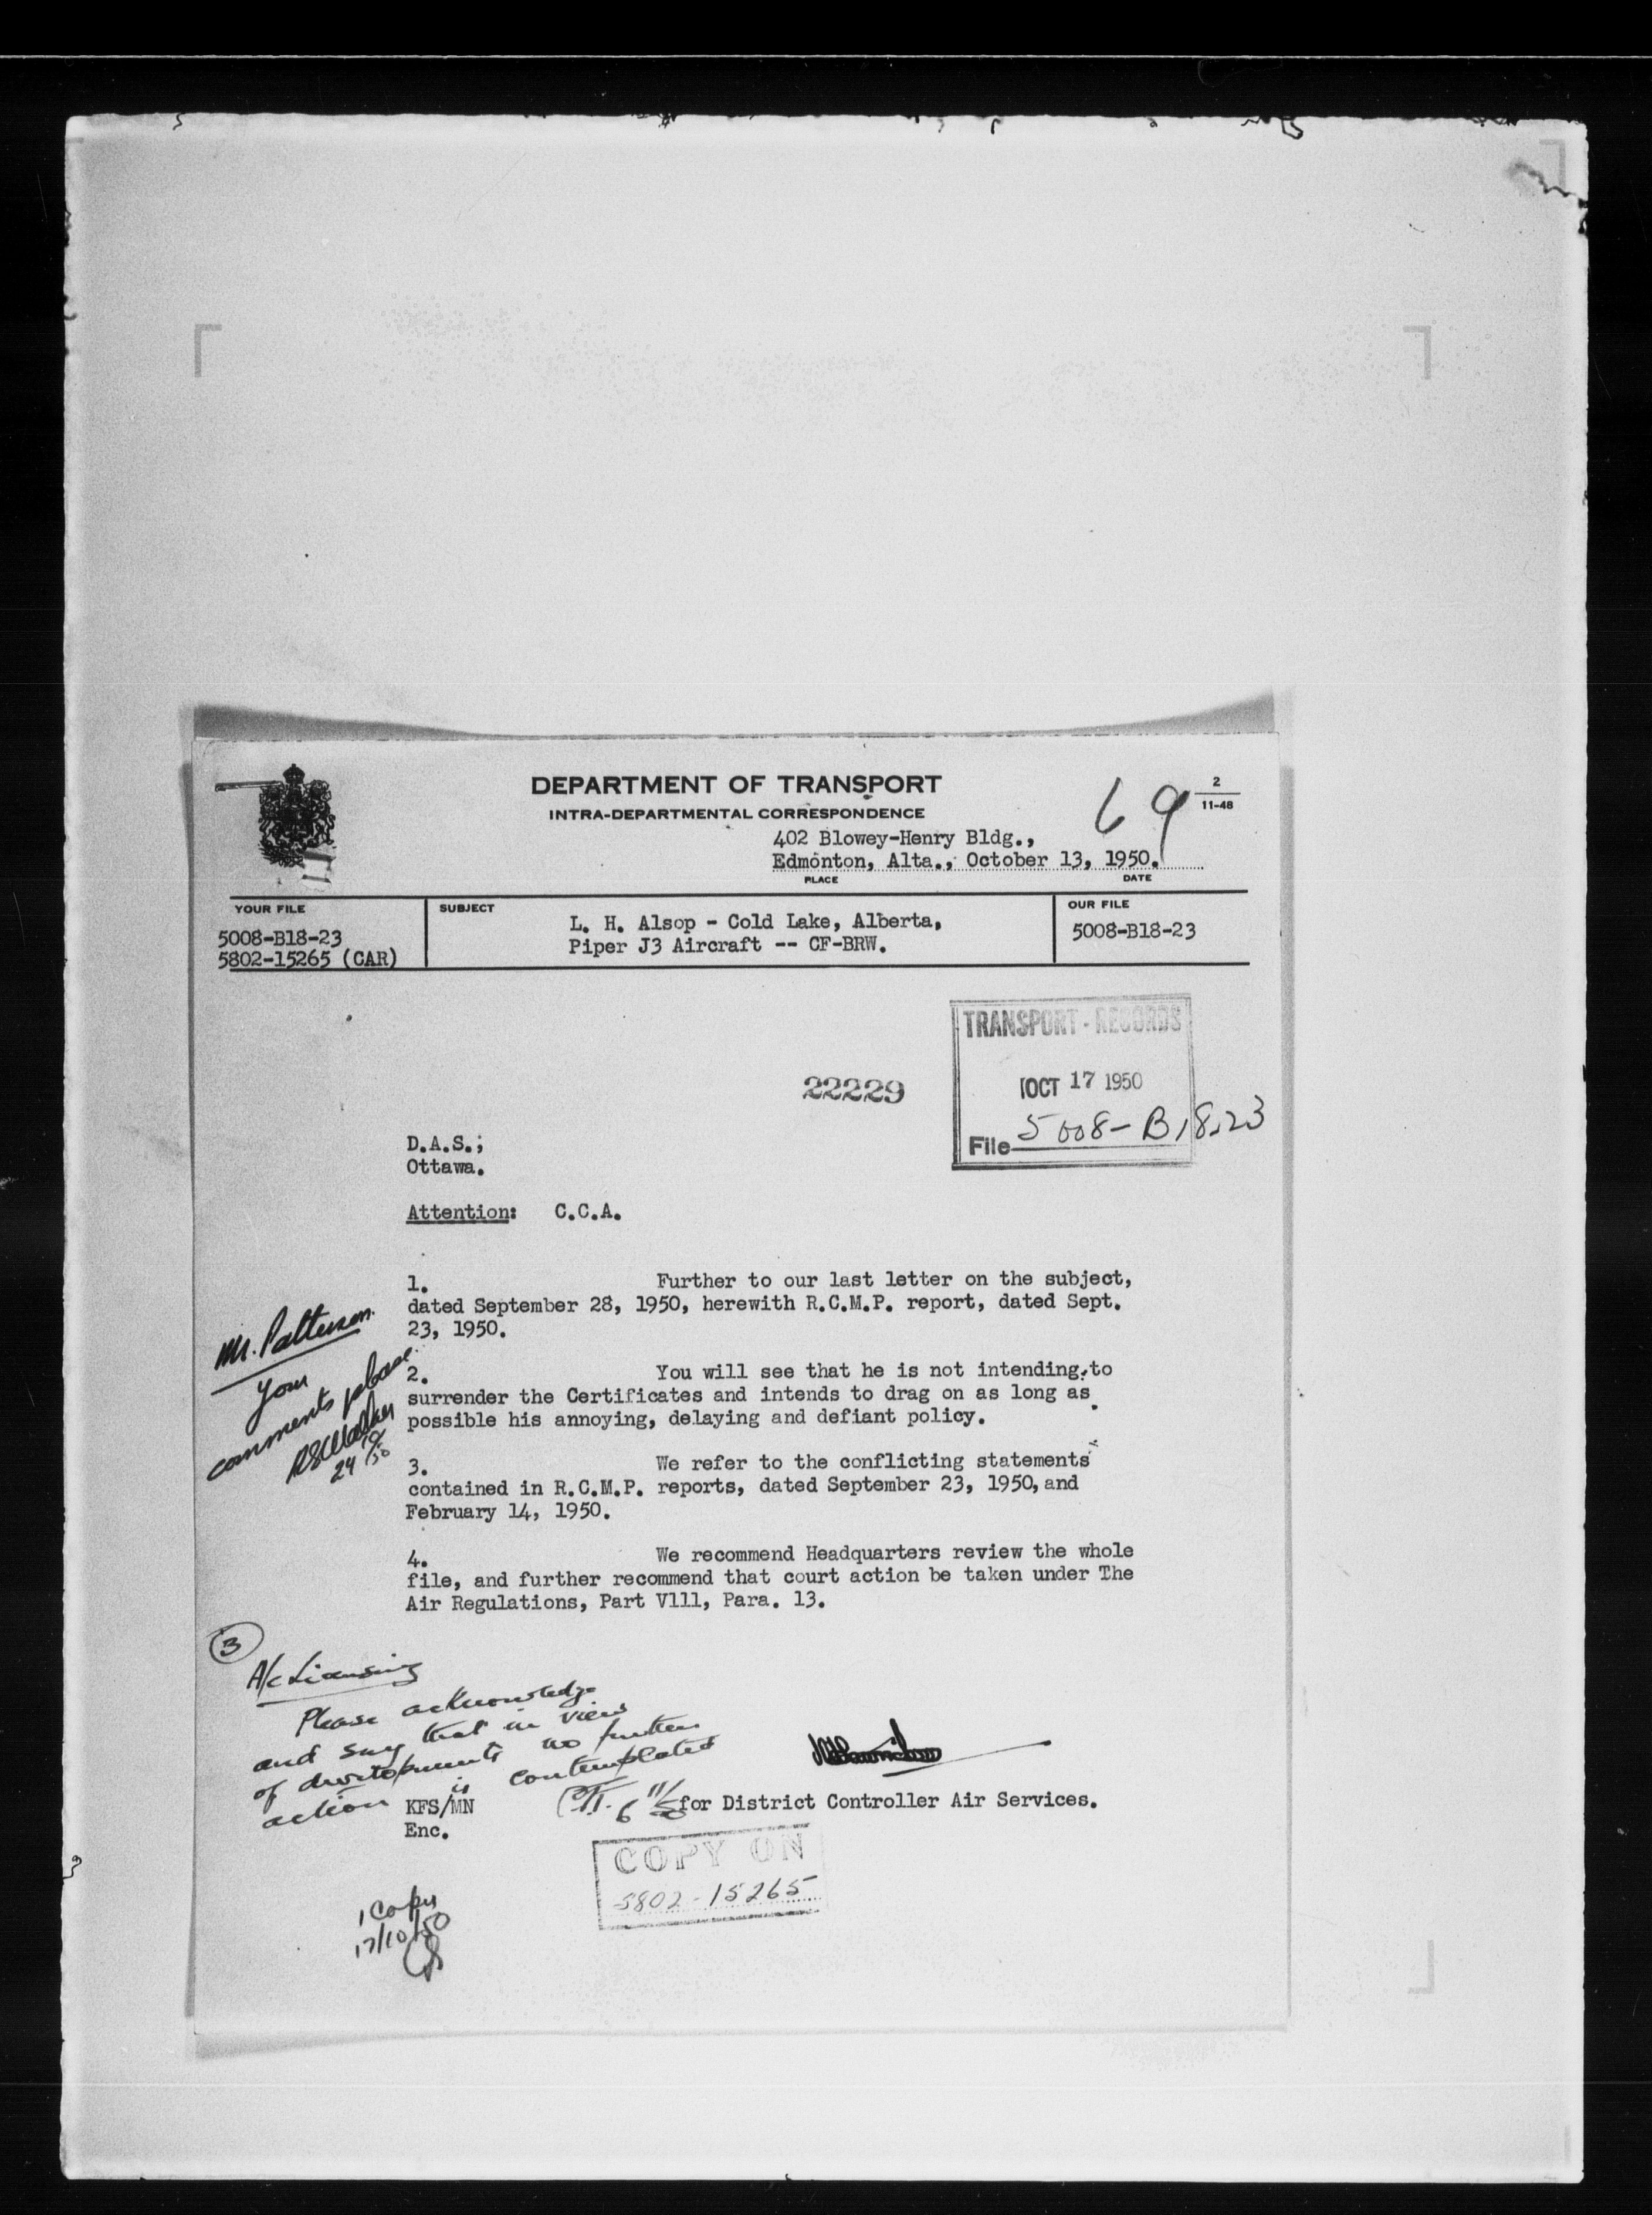 DEPARTMENT OF TRANSPORT
INTRA-DEPARTMENTAL CORRESPONDENCE
2
11-48
69
402 Blowey-Henry Bldg.,
Edmonton, Alta., October 13, 1950.
PLACE DATE
YOUR FILE
5008-B18-23
5802-15265 (CAR)
SUBJECT
L. H. Alsop - Cold Lake, Alberta,
Piper J3 Aircraft -- CF-BRW.
OUR FILE
5008-B18-23
TRANSPORT - RECORDS
OCT 17 1950
File 5008-B18-23
22229
D.A.S.;
Ottawa.
Attention: C.C.A.
1. Further to our last letter on the subject,
dated September 28, 1950, herewith R.C.M.P. report, dated Sept.
23, 1950.
Mr. Patterson.
Your
comments please.
24 10/50
2. You will see that he is not intending to
surrender the Certificates and intends to drag on as long as
possible his annoying, delaying and defiant policy.
3. We refer to the conflicting statements
contained in R.C.M.P. reports, dated September 23, 1950, and
February 14, 1950.
4. We recommend Headquarters review the whole
file, and further recommend that court action be taken under The
Air Regulations, Part V111, Para. 13.
3
A/c Licensing
Please acknowledge
and say that in view
of developments no further
action is contemplated
for District Controller Air Services.
KFS/MN
Enc.
COPY ON
5802-15265
1 Copy
17/10/50